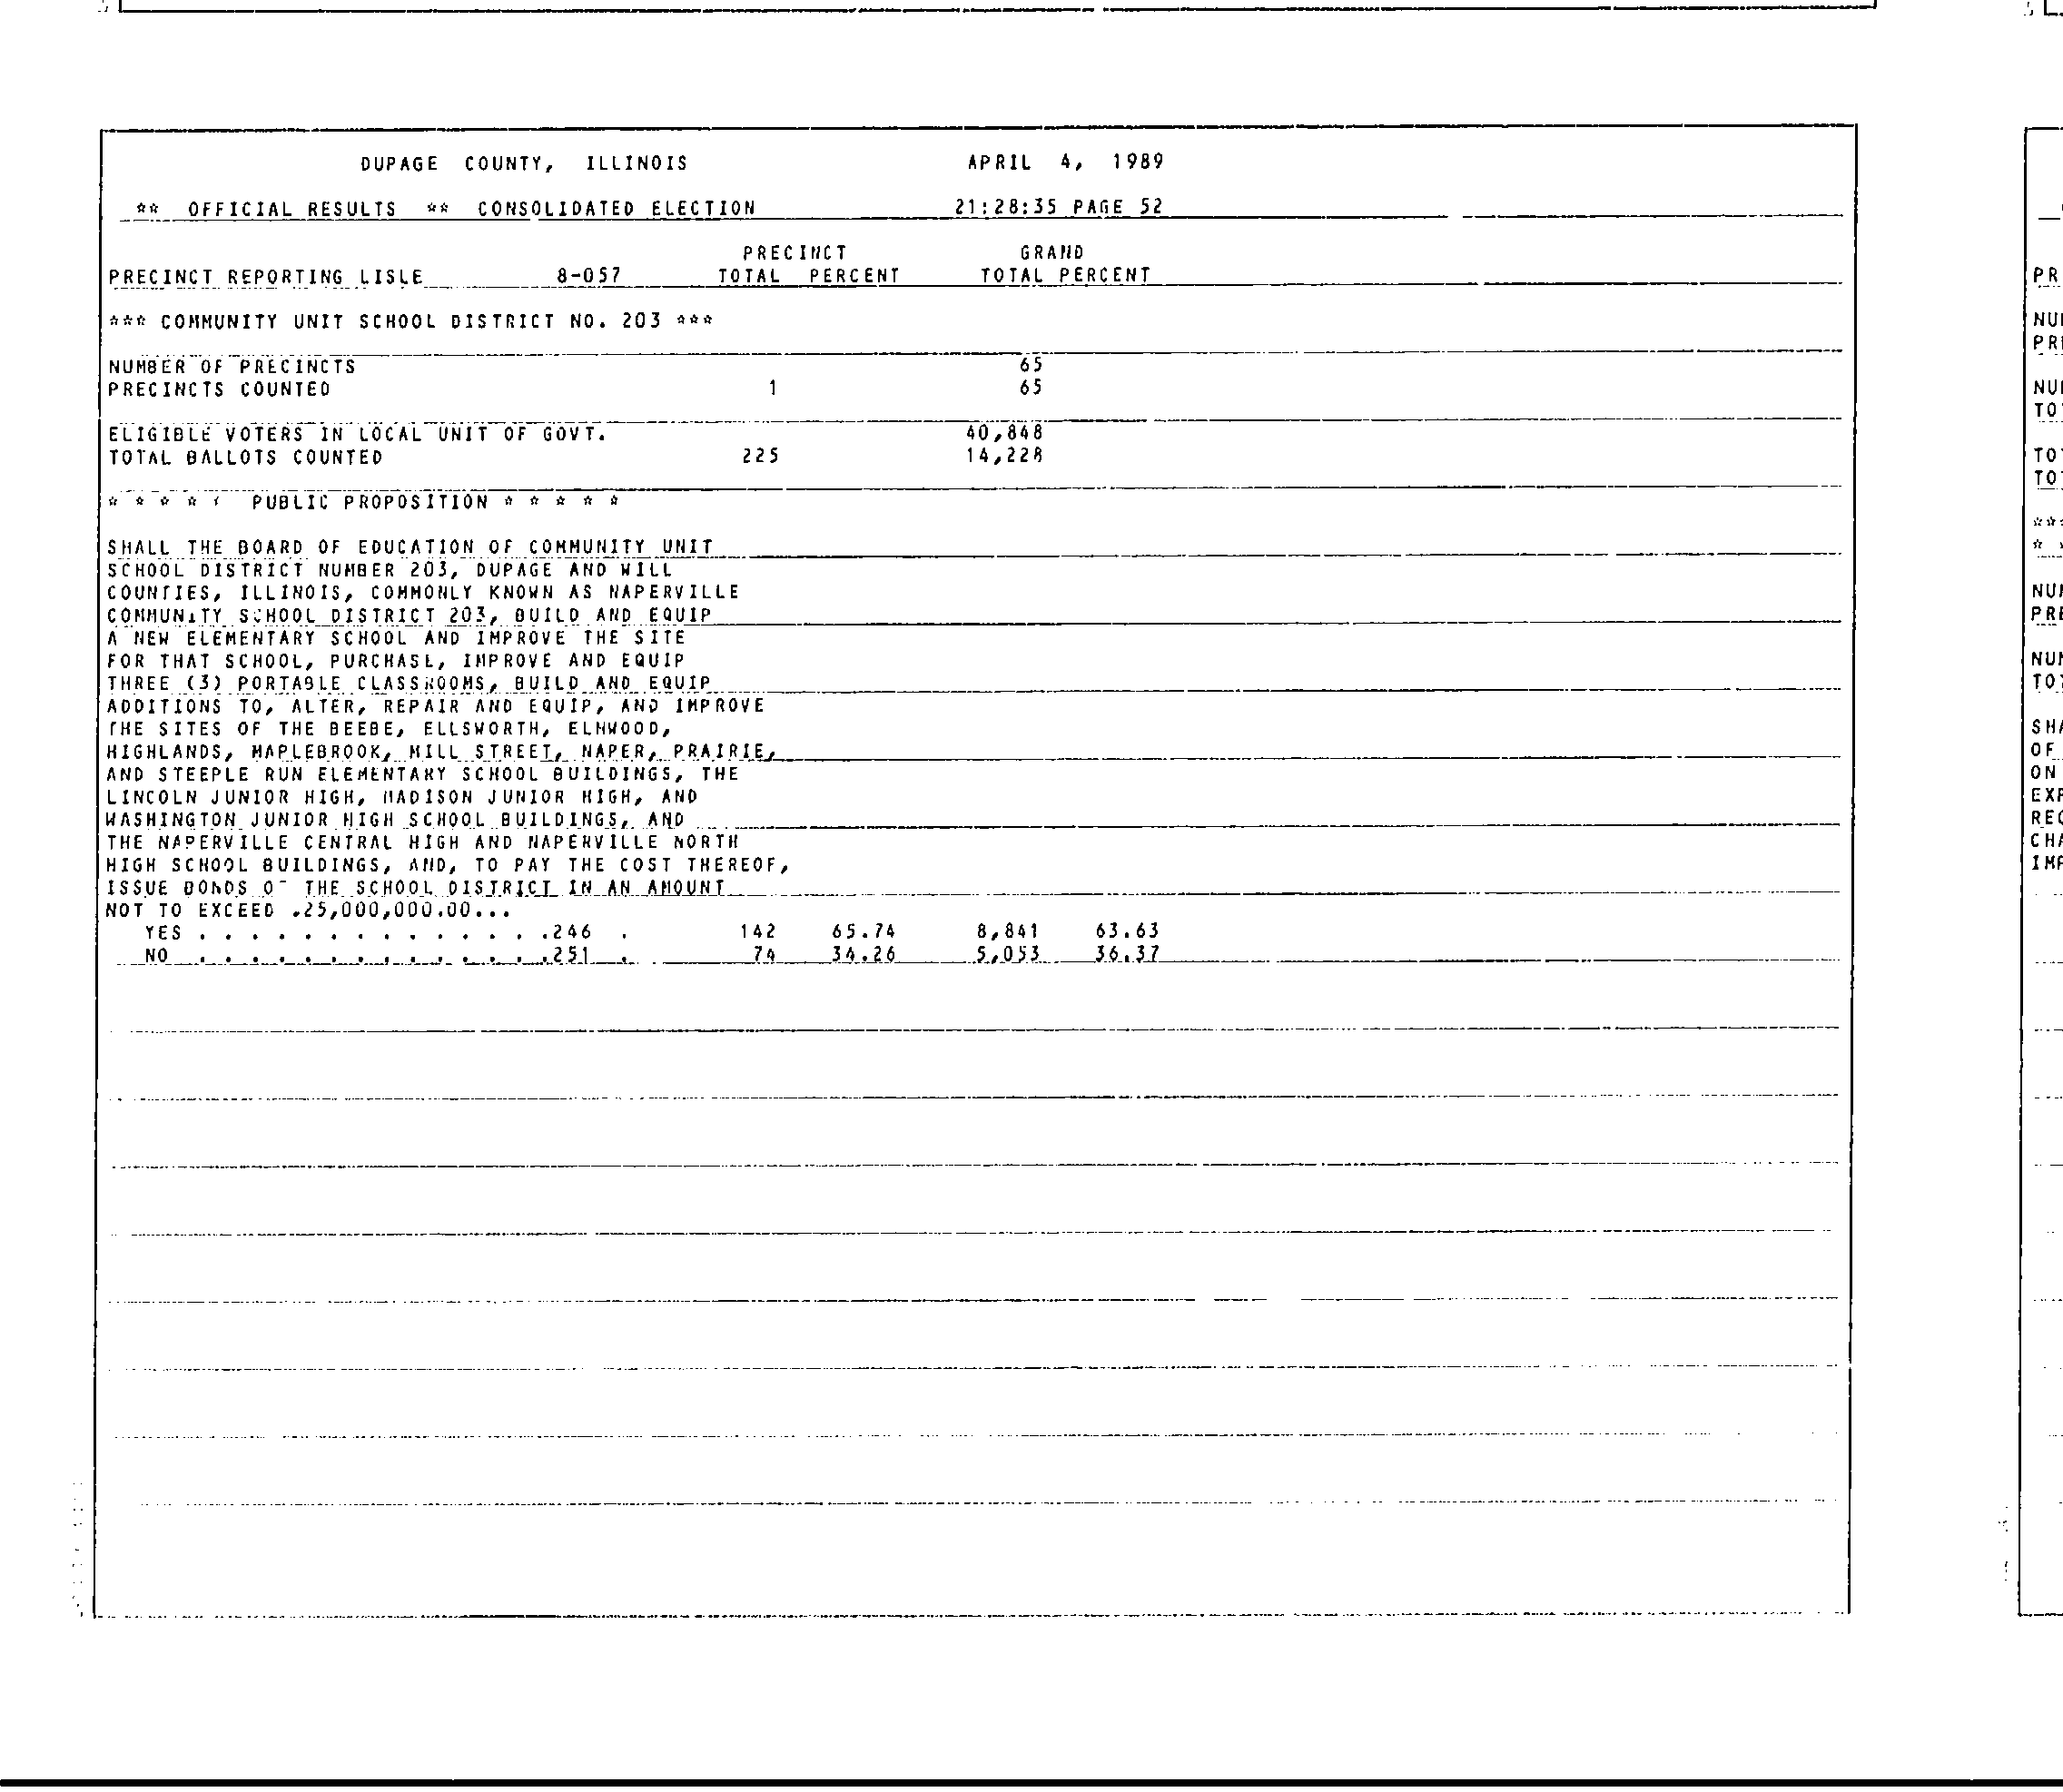 DUPAGE COUNTY, ILLINOIS APRIL 4, 1989
** OFFICIAL RESULTS ** CONSOLIDATED ELECTION 21:28:35 PAGE 52
PRECINCT GRAND
PRECINCT REPORTING LISLE 8-057 TOTAL PERCENT TOTAL PERCENT
*** COMMUNITY UNIT SCHOOL DISTRICT NO. 203 ***
NUMBER OF PRECINCTS 65
PRECINCTS COUNTED 1 65
ELIGIBLE VOTERS IN LOCAL UNIT OF GOVT. 40,848
TOTAL BALLOTS COUNTED 225 14,228
* * * * * PUBLIC PROPOSITION * * * * *
SHALL THE BOARD OF EDUCATION OF COMMUNITY UNIT
SCHOOL DISTRICT NUMBER 203, DUPAGE AND WILL
COUNTIES, ILLINOIS, COMMONLY KNOWN AS NAPERVILLE
COMMUNITY SCHOOL DISTRICT 203, BUILD AND EQUIP
A NEW ELEMENTARY SCHOOL AND IMPROVE THE SITE
FOR THAT SCHOOL, PURCHASE, IMPROVE AND EQUIP
THREE (3) PORTABLE CLASSROOMS, BUILD AND EQUIP
ADDITIONS TO, ALTER, REPAIR AND EQUIP, AND IMPROVE
THE SITES OF THE BEEBE, ELLSWORTH, ELMWOOD,
HIGHLANDS, MAPLEBROOK, MILL STREET, NAPER, PRAIRIE,
AND STEEPLE RUN ELEMENTARY SCHOOL BUILDINGS, THE
LINCOLN JUNIOR HIGH, MADISON JUNIOR HIGH, AND
WASHINGTON JUNIOR HIGH SCHOOL BUILDINGS, AND
THE NAPERVILLE CENTRAL HIGH AND NAPERVILLE NORTH
HIGH SCHOOL BUILDINGS, AND, TO PAY THE COST THEREOF,
ISSUE BONDS OF THE SCHOOL DISTRICT IN AN AMOUNT
NOT TO EXCEED .25,000,000.00...
YES . . . . . . . . . . . . . .246 . 142 65.74 8,841 63.63
NO . . . . . . . . . . . . . .251 . 74 34.26 5,053 36.37